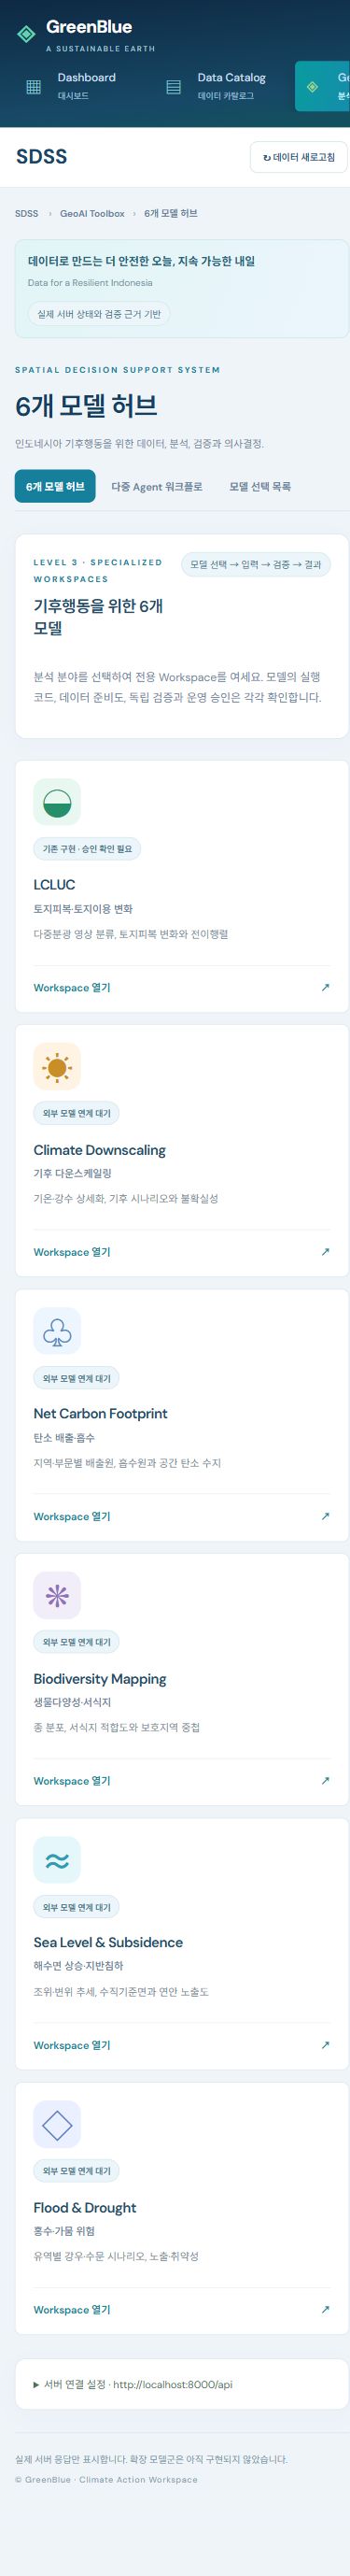 GreenBlue
A SUSTAINABLE EARTH
Dashboard
대시보드
Data Catalog
데이터 카탈로그
SDSS
↻ 데이터 새로고침
SDSS › GeoAI Toolbox › 6개 모델 허브
데이터로 만드는 더 안전한 오늘, 지속 가능한 내일
Data for a Resilient Indonesia
실제 서버 상태와 검증 근거 기반
SPATIAL DECISION SUPPORT SYSTEM
6개 모델 허브
인도네시아 기후행동을 위한 데이터, 분석, 검증과 의사결정.
6개 모델 허브
다중 Agent 워크플로
모델 선택 목록
LEVEL 3 · SPECIALIZED
WORKSPACES
모델 선택 → 입력 → 검증 → 결과
기후행동을 위한 6개
모델
분석 분야를 선택하여 전용 Workspace를 여세요. 모델의 실행
코드, 데이터 준비도, 독립 검증과 운영 승인은 각각 확인합니다.
기존 구현 · 승인 확인 필요
LCLUC
토지피복·토지이용 변화
다중분광 영상 분류, 토지피복 변화와 전이행렬
Workspace 열기 ↗
외부 모델 연계 대기
Climate Downscaling
기후 다운스케일링
기온·강수 상세화, 기후 시나리오와 불확실성
Workspace 열기 ↗
외부 모델 연계 대기
Net Carbon Footprint
탄소 배출·흡수
지역·부문별 배출원, 흡수원과 공간 탄소 수지
Workspace 열기 ↗
외부 모델 연계 대기
Biodiversity Mapping
생물다양성·서식지
종 분포, 서식지 적합도와 보호지역 중첩
Workspace 열기 ↗
외부 모델 연계 대기
Sea Level & Subsidence
해수면 상승·지반침하
조위·변위 추세, 수직기준면과 연안 노출도
Workspace 열기 ↗
외부 모델 연계 대기
Flood & Drought
홍수·가뭄 위험
유역별 강우·수문 시나리오, 노출·취약성
Workspace 열기 ↗
▶ 서버 연결 설정 · http://localhost:8000/api
실제 서버 응답만 표시합니다. 확장 모델군은 아직 구현되지 않았습니다.
© GreenBlue · Climate Action Workspace